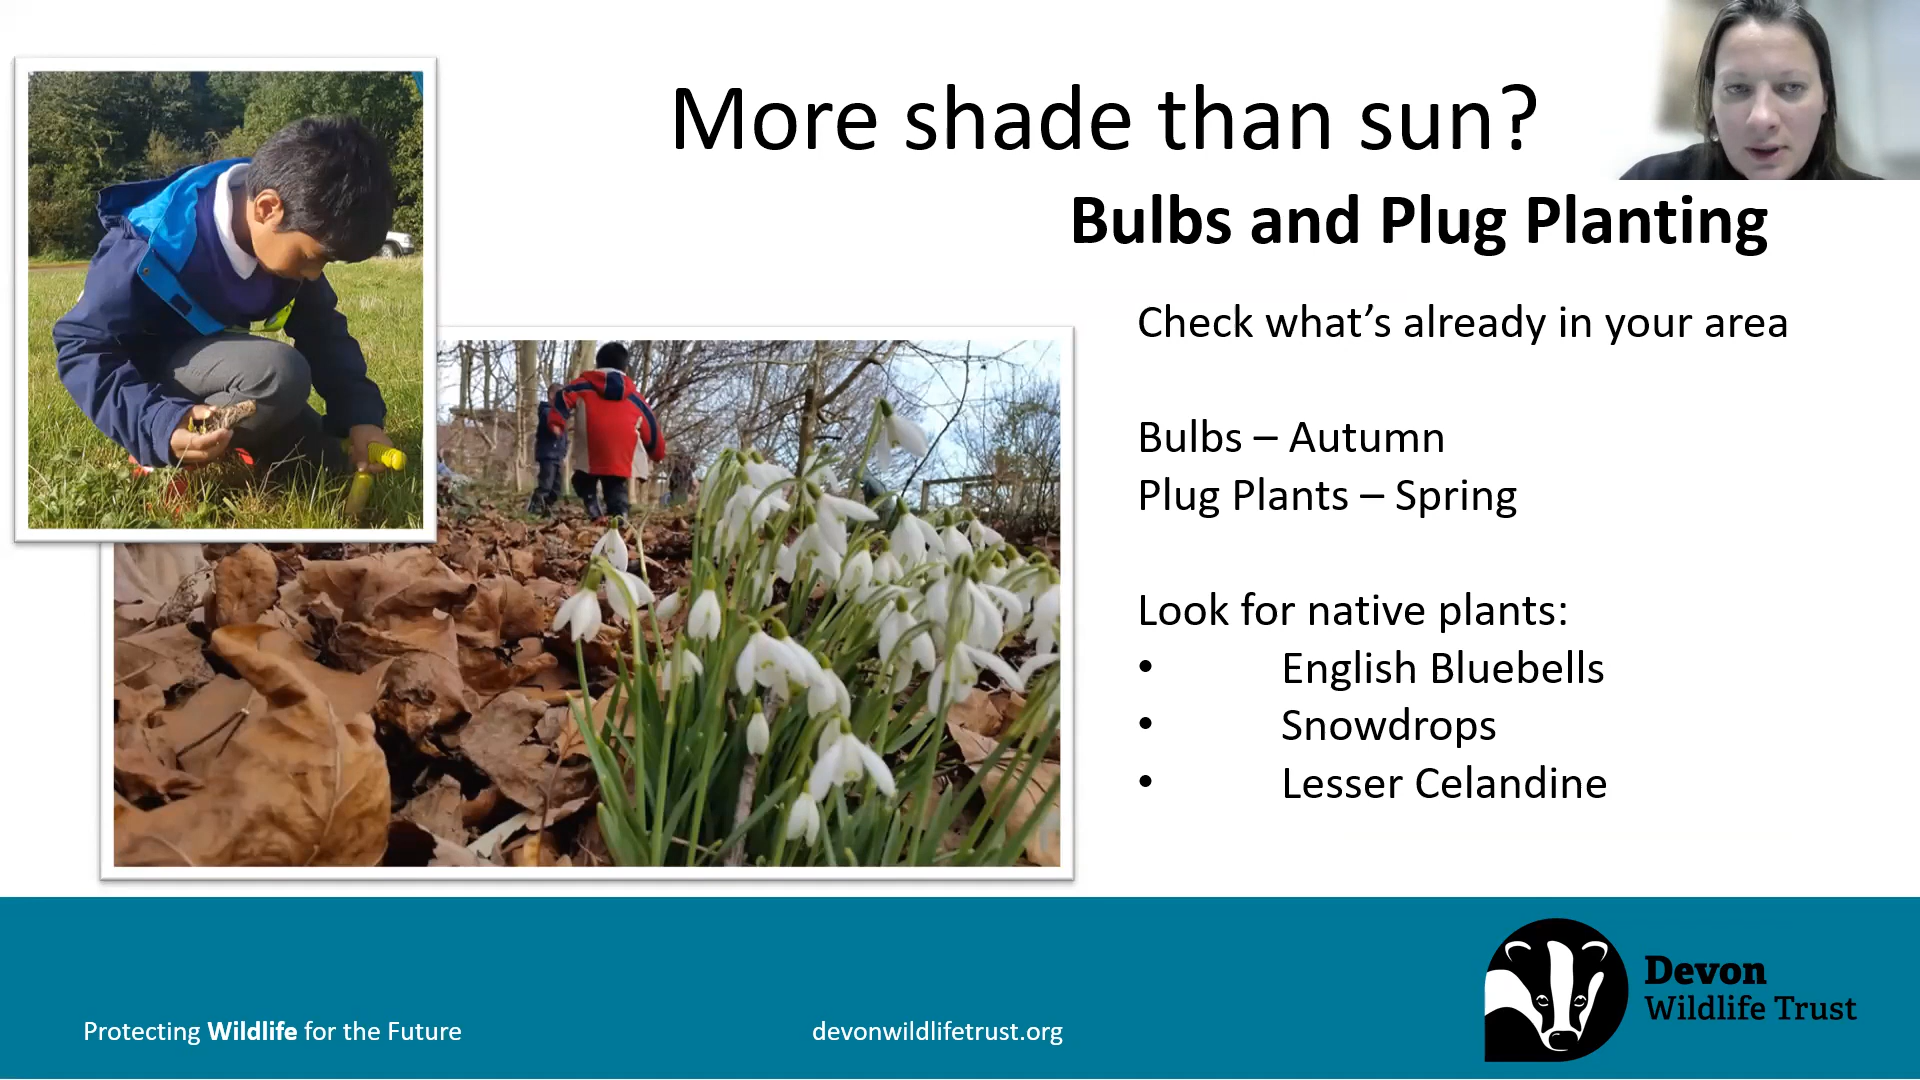 More shade than sun?
Bulbs and Plug Planting
Check what’s already in your area
Bulbs – Autumn
Plug Plants – Spring
Look for native plants:
• English Bluebells
• Snowdrops
• Lesser Celandine
Protecting Wildlife for the Future
devonwildlifetrust.org
Devon
Wildlife Trust